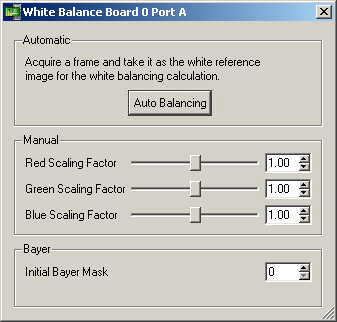 White Balance Board 0 Port A
Automatic
Acquire a frame and take it as the white reference
image for the white balancing calculation.
Auto Balancing
Manual
Red Scaling Factor 1.00
Green Scaling Factor 1.00
Blue Scaling Factor 1.00
Bayer
Initial Bayer Mask 0